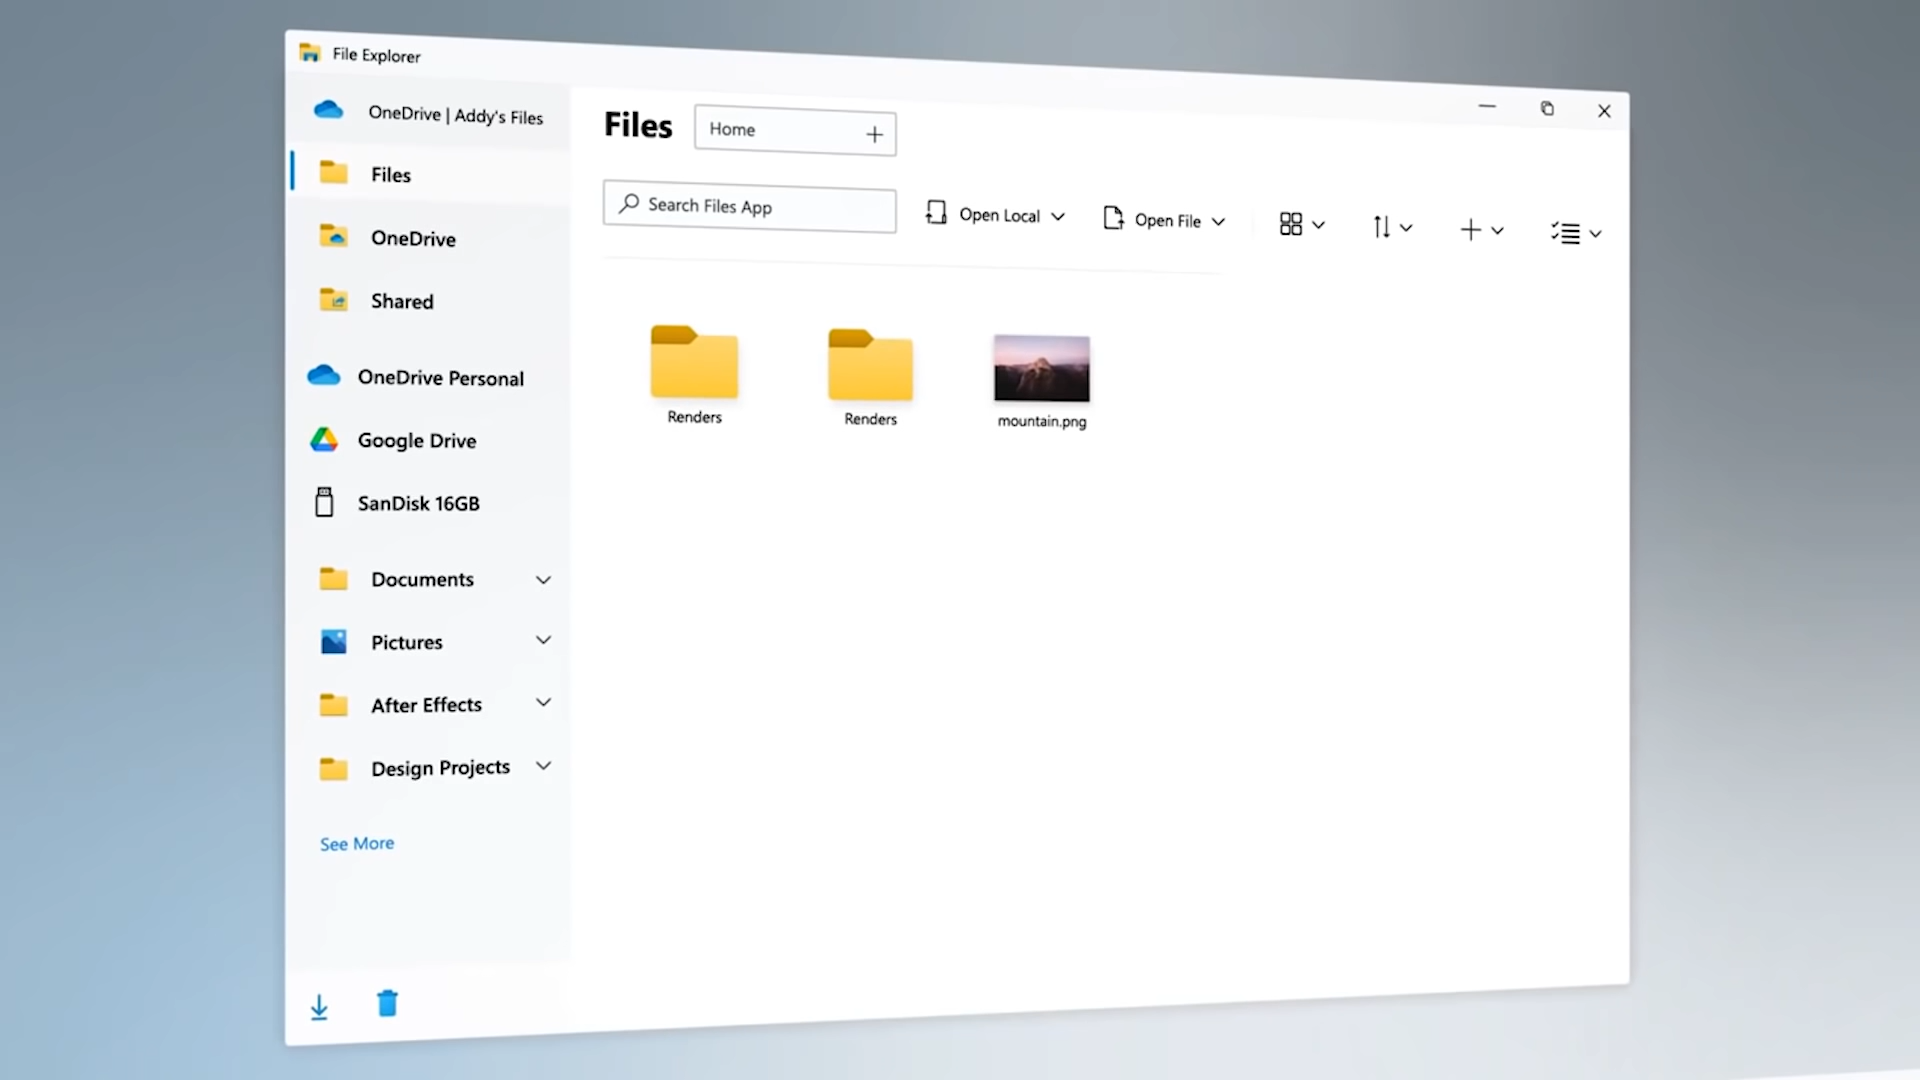 File Explorer
OneDrive | Addy's Files
Files
OneDrive
Shared
OneDrive Personal
Google Drive
SanDisk 16GB
Documents
Pictures
After Effects
Design Projects
See More
Files
Home
Search Files App
Open Local
Open File
Renders
Renders
mountain.png